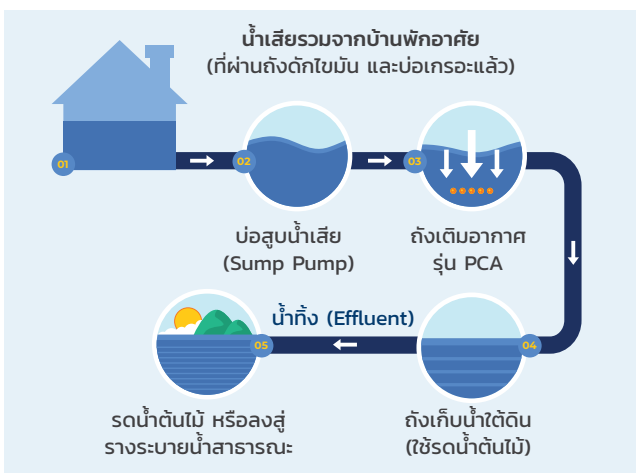 น้ำเสียรวมจากบ้านพักอาศัย
(ที่ผ่านถังดักไขมัน และบ่อเกรอะแล้ว)
01
02
03
บ่อสูบน้ำเสีย
(Sump Pump)
ถังเติมอากาศ
รุ่น PCA
น้ำทิ้ง (Effluent)
04
05
ถังเก็บน้ำใต้ดิน
(ใช้รดน้ำต้นไม้)
รดน้ำต้นไม้ หรือลงสู่
รางระบายน้ำสาธารณะ